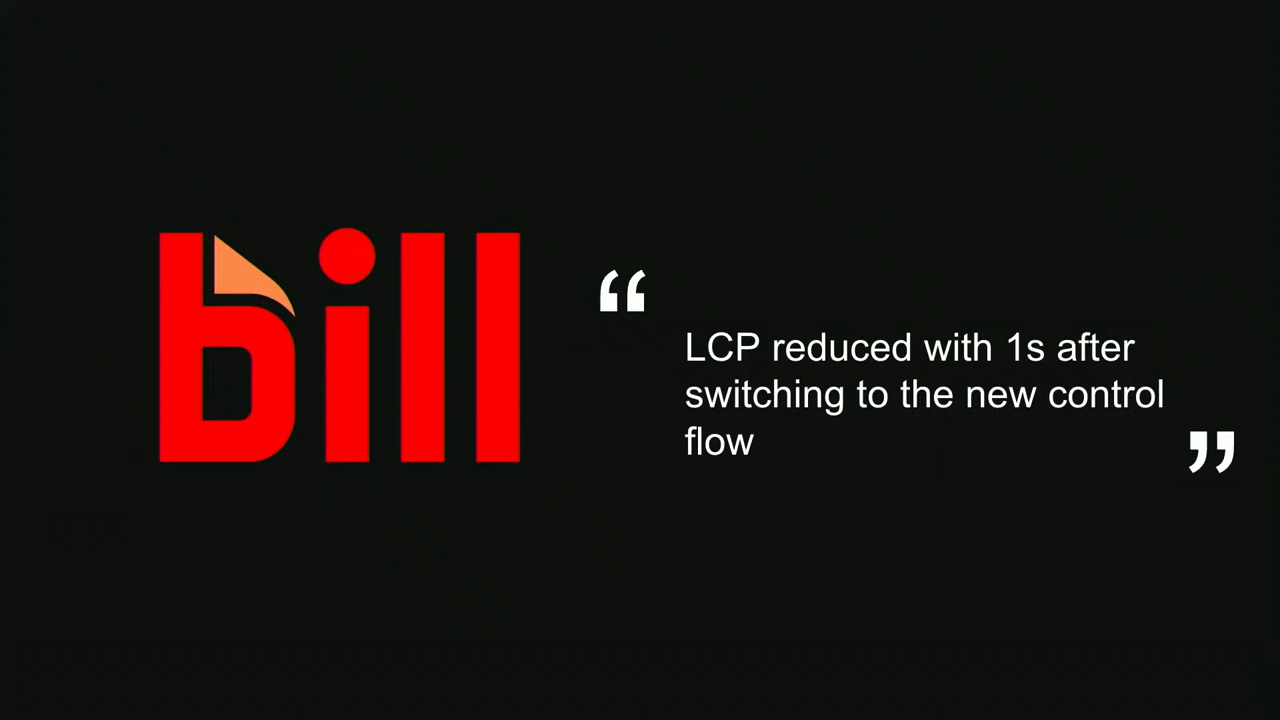 bill
“
LCP reduced with 1s after
switching to the new control
flow
”